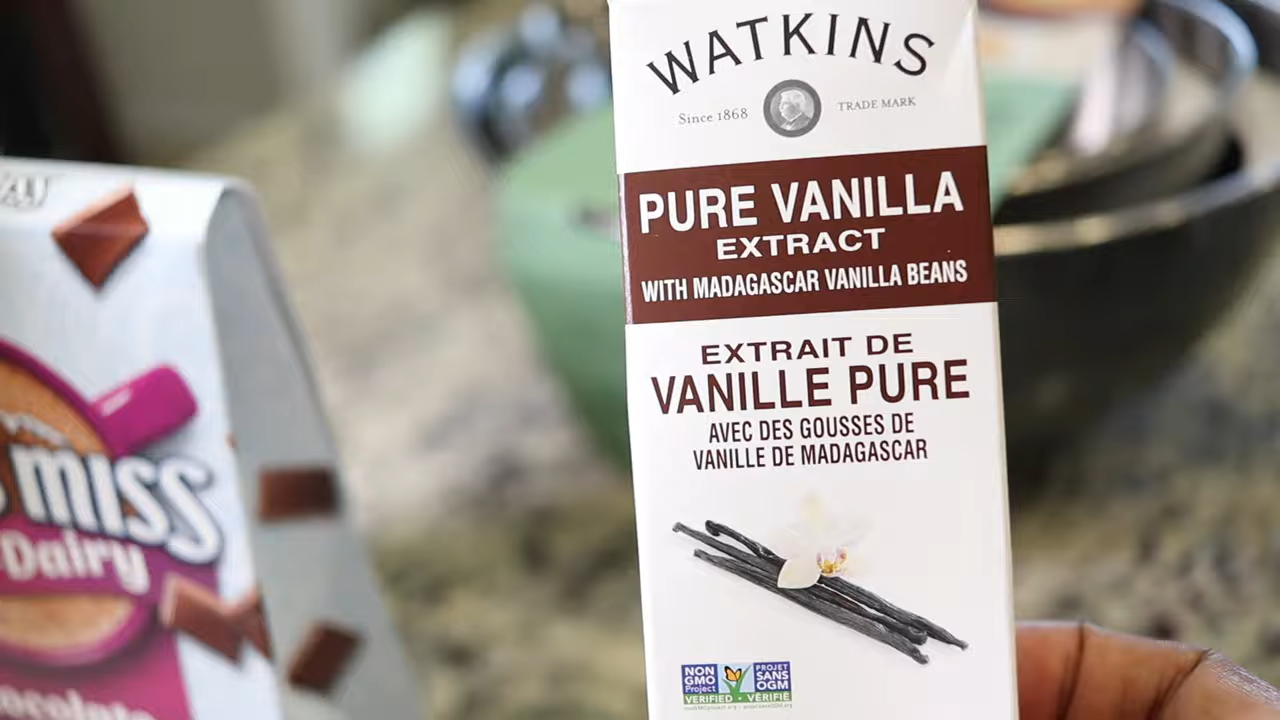 WATKINS
Since 1868
TRADE MARK
PURE VANILLA
EXTRACT
WITH MADAGASCAR VANILLA BEANS
EXTRAIT DE
VANILLE PURE
AVEC DES GOUSSES DE
VANILLE DE MADAGASCAR
NON
GMO
Project
PROJET
SANS
OGM
VERIFIED • VÉRIFIÉ
MISS
Dairy